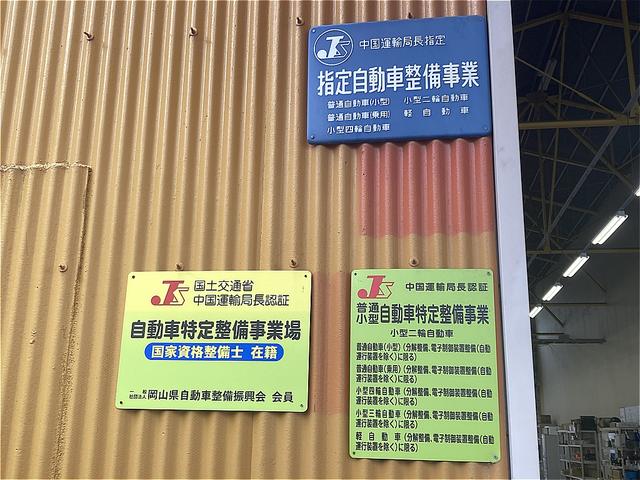 JS 中国運輸局長指定
指定自動車整備事業
普通自動車(小型) 小型二輪自動車
普通自動車(乗用) 軽自動車
小型四輪自動車
JS 国土交通省
中国運輸局長認証
自動車特定整備事業場
国家資格整備士 在籍
一般社団法人 岡山県自動車整備振興会 会員
JS 中国運輸局長認証
普通小型 自動車特定整備事業
小型二輪自動車
普通自動車(小型)(分解整備、電子制御装置整備(自動
運行装置を除く)に限る)
普通自動車(乗用)(分解整備、電子制御装置整備(自動
運行装置を除く)に限る)
小型四輪自動車(分解整備、電子制御装置整備(自動
運行装置を除く)に限る)
小型三輪自動車(分解整備、電子制御装置整備(自動
運行装置を除く)に限る)
軽自動車(分解整備、電子制御装置整備(自動
運行装置を除く)に限る)